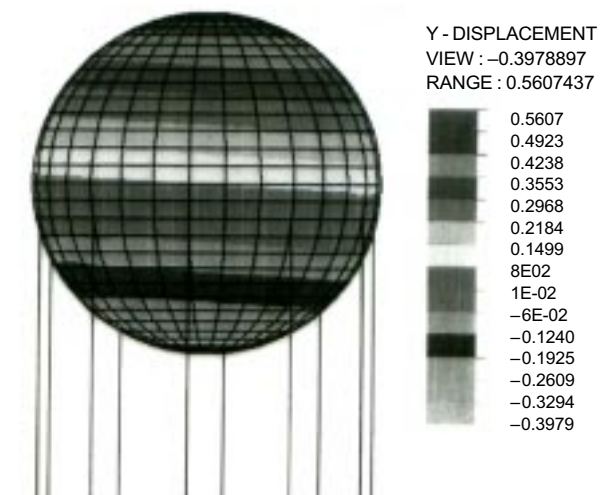 Y - DISPLACEMENT
VIEW : –0.3978897
RANGE : 0.5607437
0.5607
0.4923
0.4238
0.3553
0.2968
0.2184
0.1499
8E02
1E-02
–6E-02
–0.1240
–0.1925
–0.2609
–0.3294
–0.3979